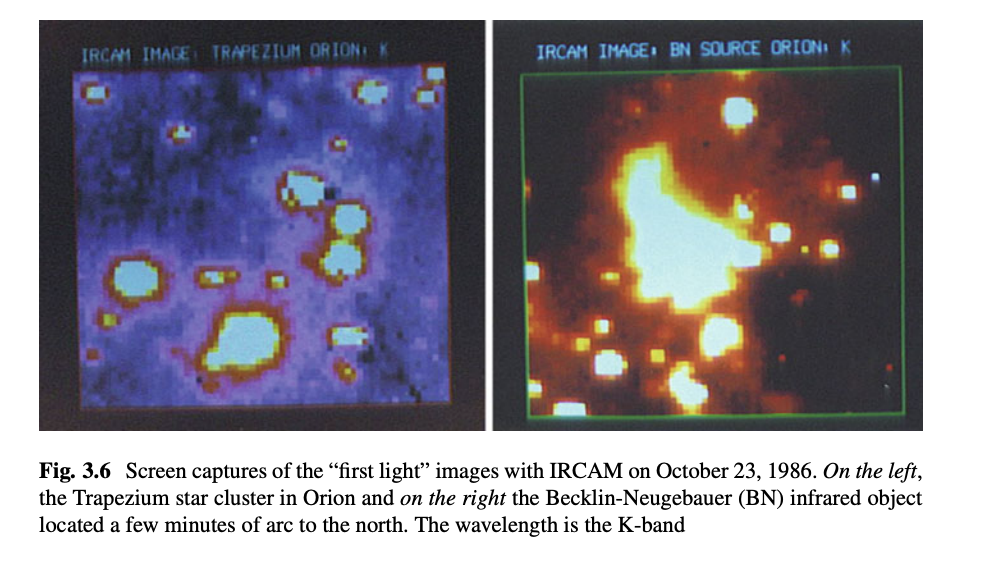 IRCAM IMAGE: TRAPEZIUM ORION: K
IRCAM IMAGE: BN SOURCE ORION: K
Fig. 3.6 Screen captures of the “first light” images with IRCAM on October 23, 1986. On the left,
the Trapezium star cluster in Orion and on the right the Becklin-Neugebauer (BN) infrared object
located a few minutes of arc to the north. The wavelength is the K-band